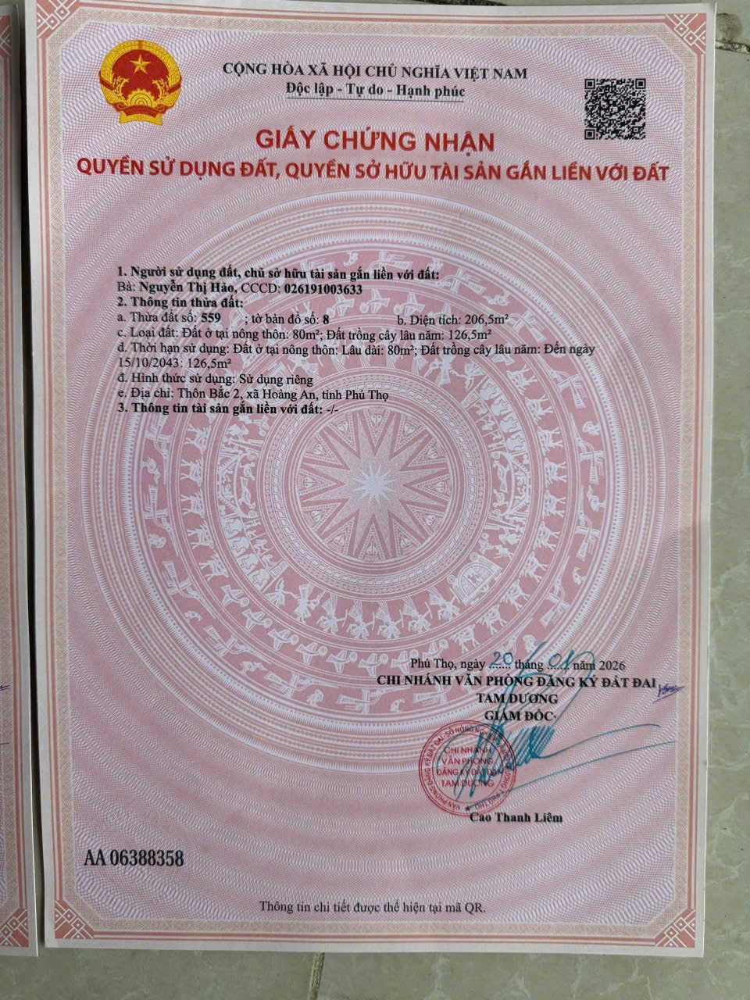 CỘNG HÒA XÃ HỘI CHỦ NGHĨA VIỆT NAM
Độc lập - Tự do - Hạnh phúc
GIẤY CHỨNG NHẬN
QUYỀN SỬ DỤNG ĐẤT, QUYỀN SỞ HỮU TÀI SẢN GẮN LIỀN VỚI ĐẤT
1. Người sử dụng đất, chủ sở hữu tài sản gắn liền với đất:
Bà: Nguyễn Thị Hảo, CCCD: 026191003633
2. Thông tin thửa đất:
a. Thửa đất số: 559 ; tờ bản đồ số: 8 b. Diện tích: 206,5m²
c. Loại đất: Đất ở tại nông thôn: 80m²; Đất trồng cây lâu năm: 126,5m²
d. Thời hạn sử dụng: Đất ở tại nông thôn: Lâu dài: 80m²; Đất trồng cây lâu năm: Đến ngày
15/10/2043: 126,5m²
đ. Hình thức sử dụng: Sử dụng riêng
e. Địa chỉ: Thôn Bắc 2, xã Hoàng An, tỉnh Phú Thọ
3. Thông tin tài sản gắn liền với đất: -/-
Phú Thọ, ngày 20 tháng 01 năm 2026
CHI NHÁNH VĂN PHÒNG ĐĂNG KÝ ĐẤT ĐAI
TAM DƯƠNG
GIÁM ĐỐC
CHI NHÁNH
VĂN PHÒNG
ĐĂNG KÝ ĐẤT ĐAI
TAM DƯƠNG
Cao Thanh Liêm
AA 06388358
Thông tin chi tiết được thể hiện tại mã QR.